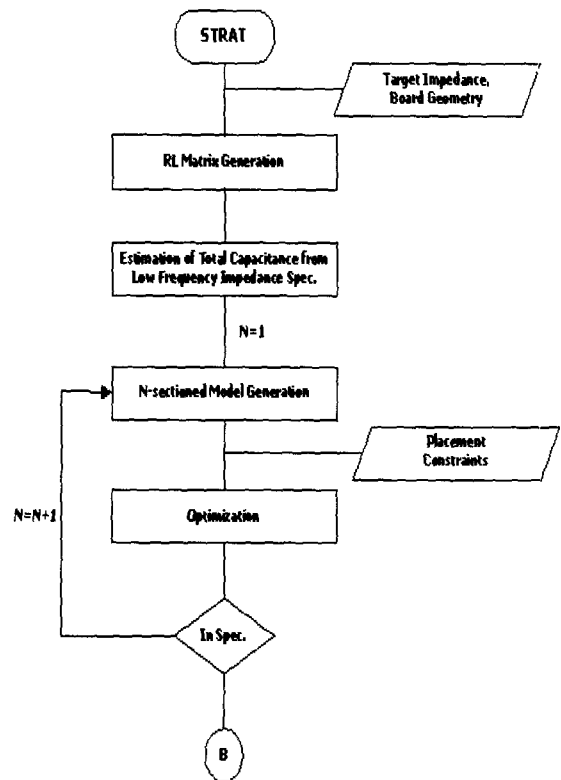 STRAT
Target Impedance,
Board Geometry
RL Matrix Generation
Estimation of Total Capacitance from
Low Frequency Impedance Spec.
N=1
N-sectioned Model Generation
Placement
Constraints
N=N+1
Optimization
In Spec.
B